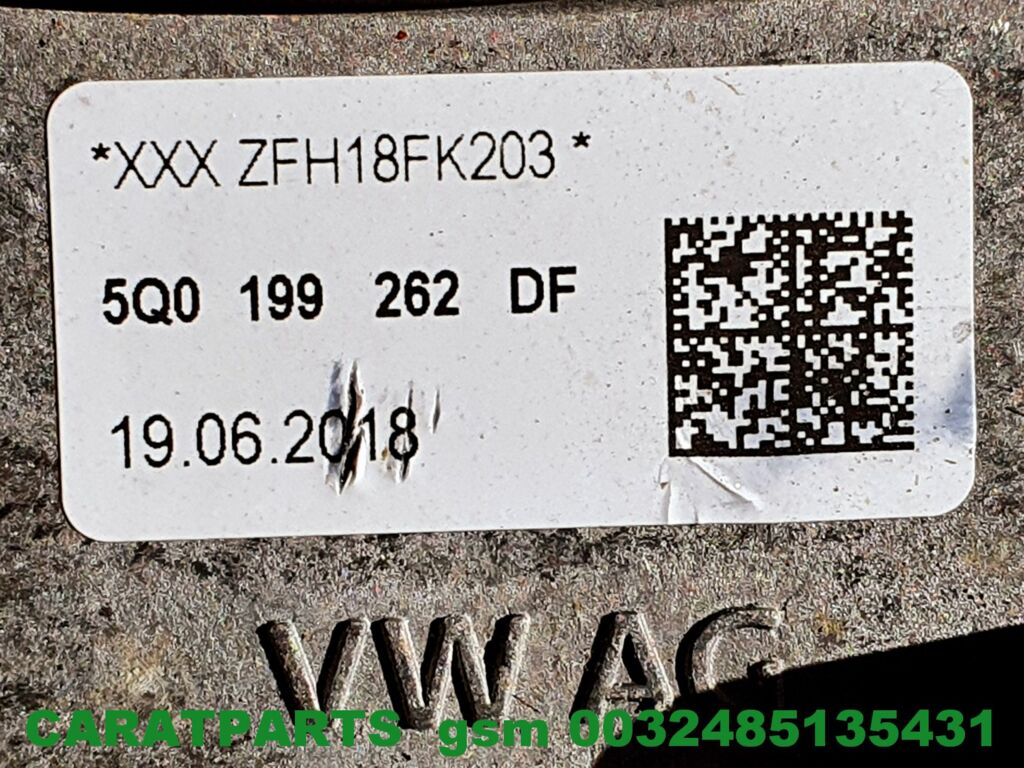 *XXX ZFH18FK203 *
5Q0 199 262 DF
19.06.2018
VW AG
CARATPARTS gsm 0032485135431